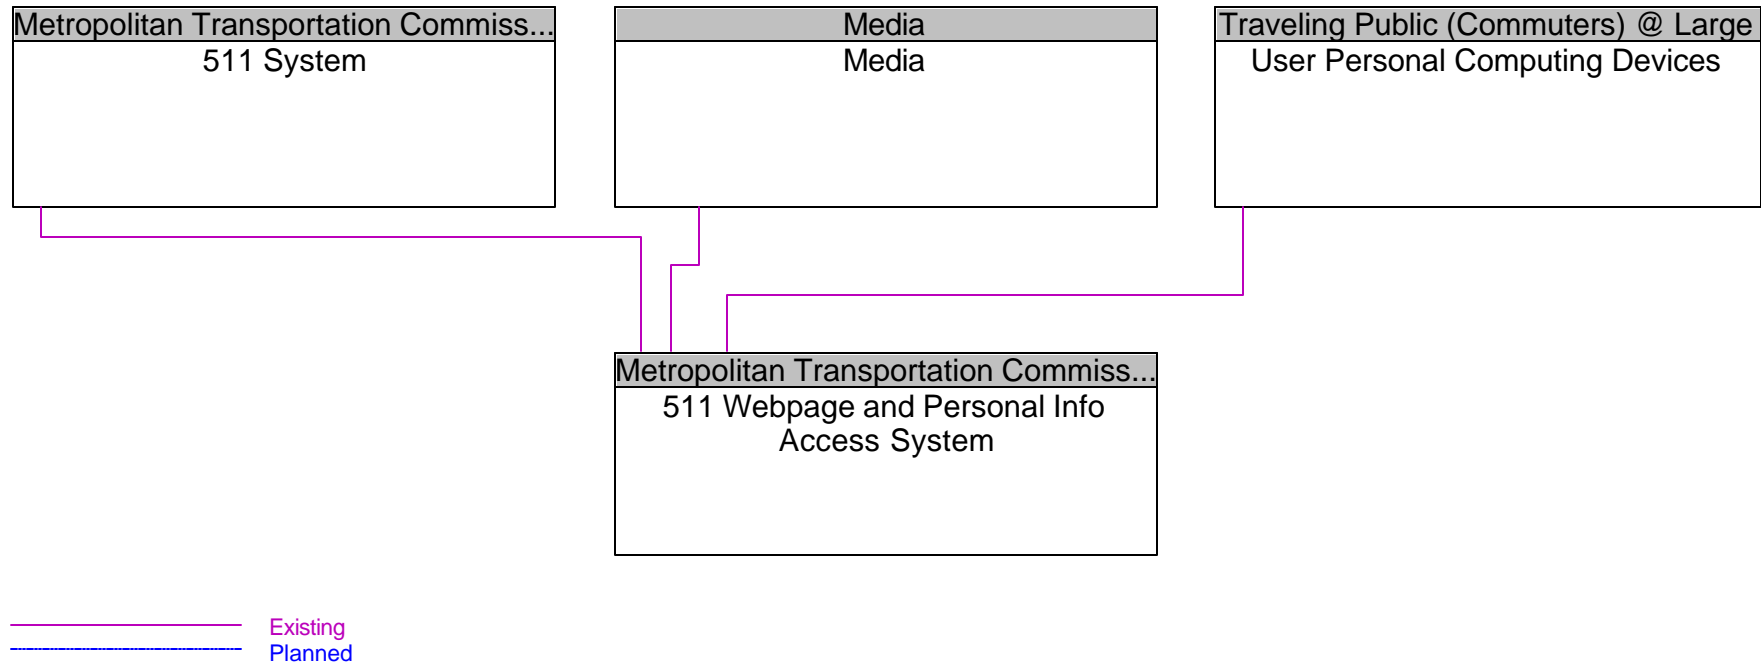 Metropolitan Transportation Commiss...
511 System
Media
Media
Traveling Public (Commuters) @ Large
User Personal Computing Devices
Metropolitan Transportation Commiss...
511 Webpage and Personal Info
Access System
Existing
Planned